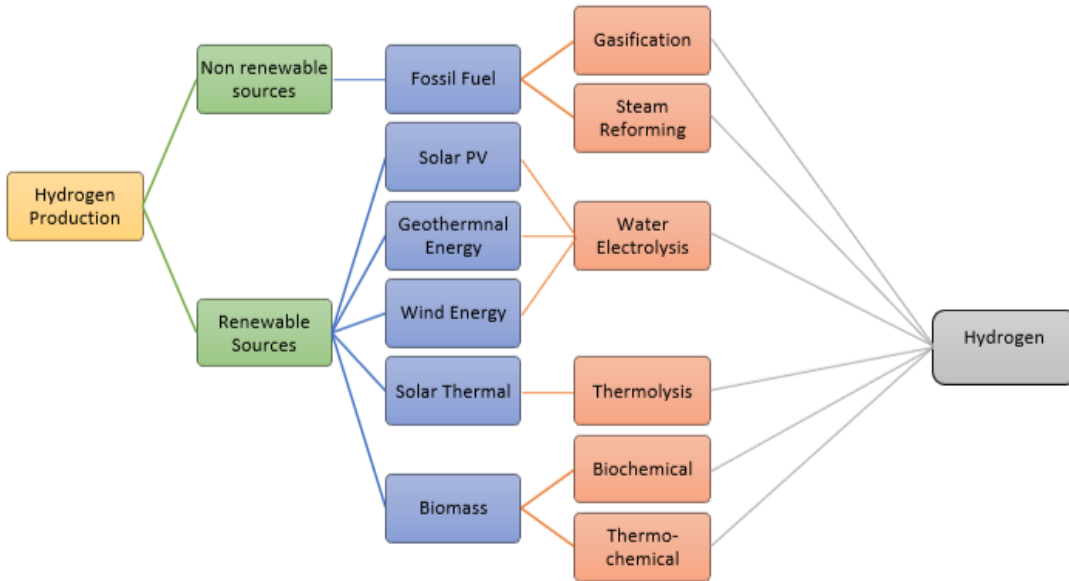 Hydrogen
Production
Non renewable
sources
Renewable
Sources
Fossil Fuel
Solar PV
Geothermnal
Energy
Wind Energy
Solar Thermal
Biomass
Gasification
Steam
Reforming
Water
Electrolysis
Thermolysis
Biochemical
Thermo-
chemical
Hydrogen